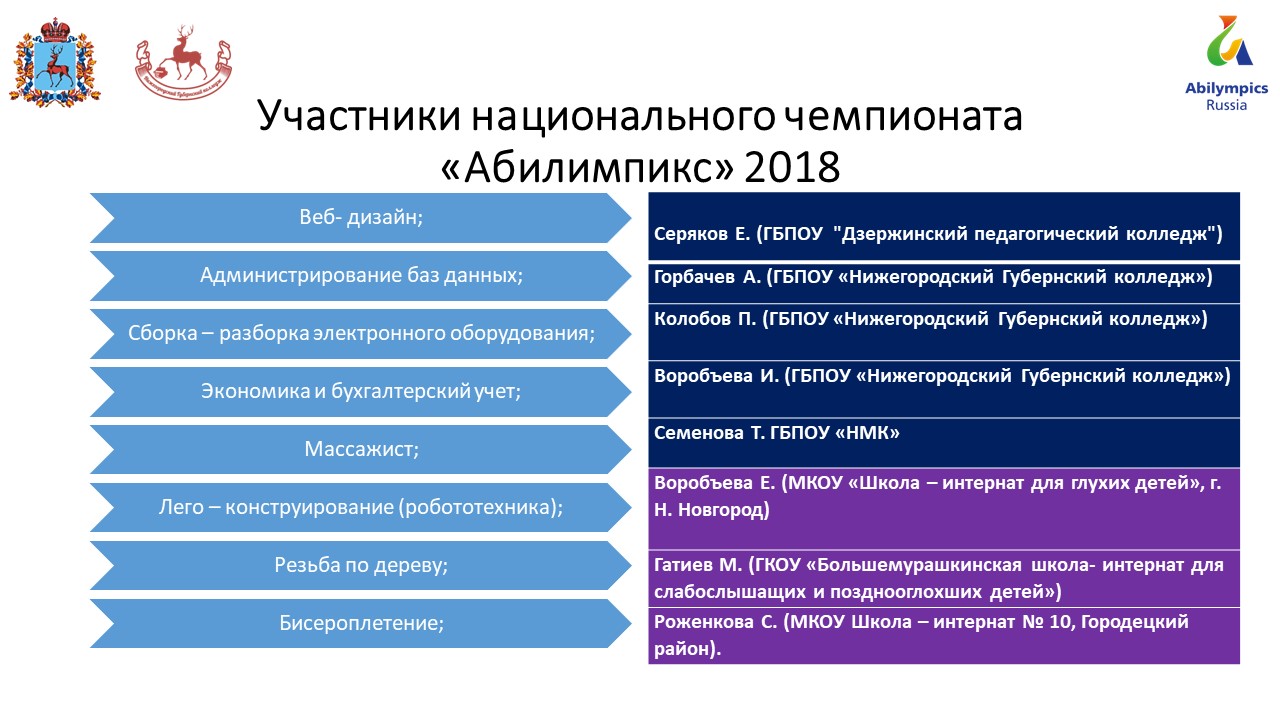 Abilympics
Russia
Участники национального чемпионата
«Абилимпикс» 2018
Веб- дизайн;
Серяков Е. (ГБПОУ "Дзержинский педагогический колледж")
Администрирование баз данных;
Горбачев А. (ГБПОУ «Нижегородский Губернский колледж»)
Сборка – разборка электронного оборудования;
Колобов П. (ГБПОУ «Нижегородский Губернский колледж»)
Экономика и бухгалтерский учет;
Воробъева И. (ГБПОУ «Нижегородский Губернский колледж»)
Массажист;
Семенова Т. ГБПОУ «НМК»
Лего – конструирование (робототехника);
Воробъева Е. (МКОУ «Школа – интернат для глухих детей», г.
Н. Новгород)
Резьба по дереву;
Гатиев М. (ГКОУ «Большемурашкинская школа- интернат для
слабослышащих и позднооглохших детей»)
Бисероплетение;
Роженкова С. (МКОУ Школа – интернат № 10, Городецкий
район).